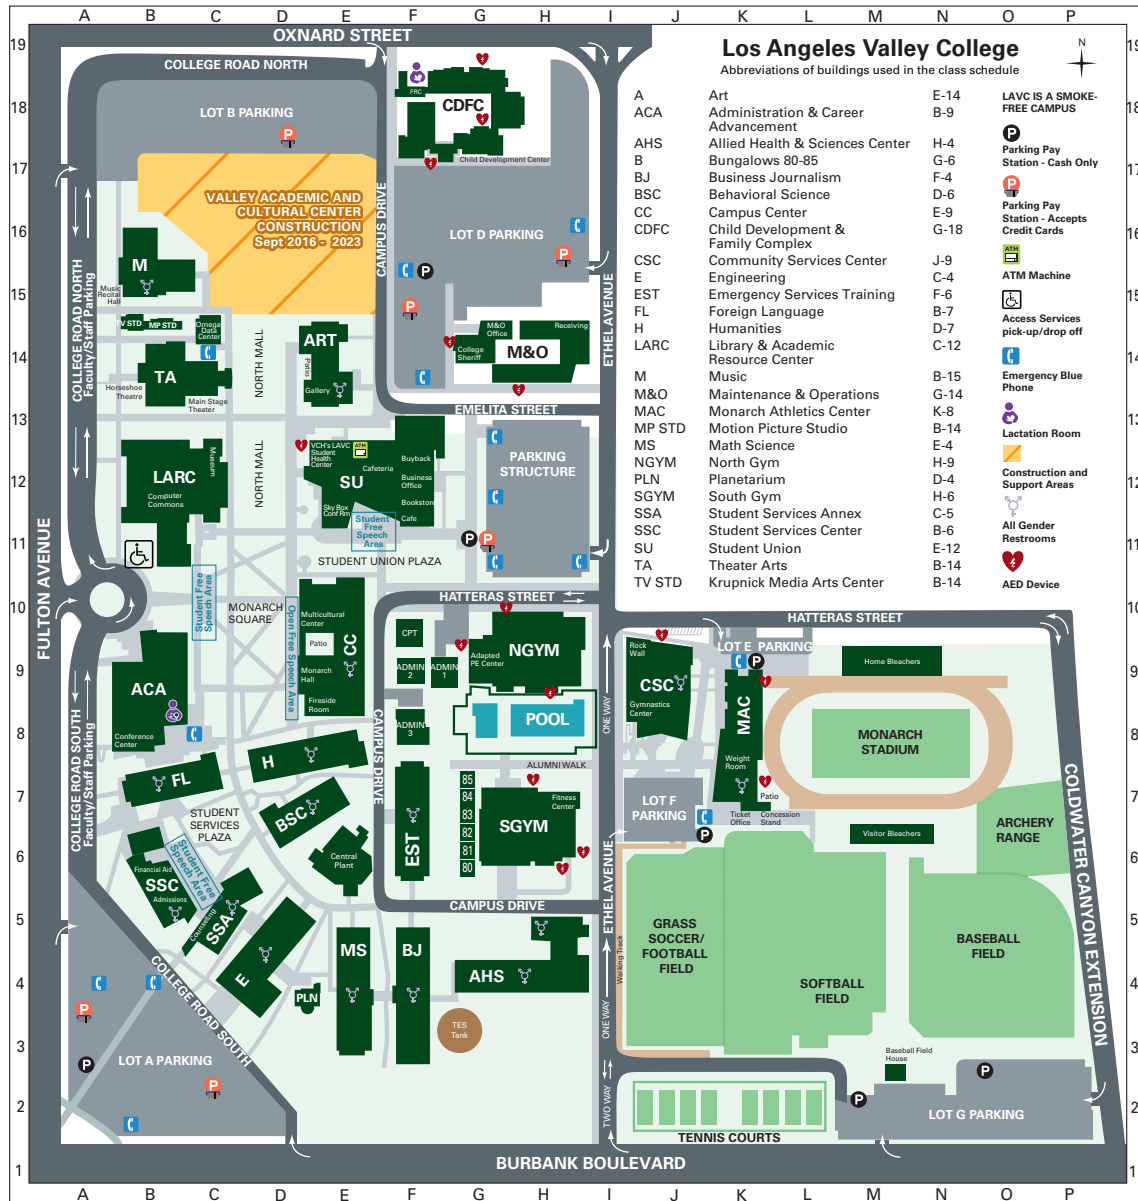 A B C D E F G H I J K L M N O P
19
18
17
16
15
14
13
12
11
10
9
8
7
6
5
4
3
2
1
OXNARD STREET
COLLEGE ROAD NORTH
LOT B PARKING
VALLEY ACADEMIC AND
CULTURAL CENTER
CONSTRUCTION
Sept 2016 - 2023
CAMPUS DRIVE
FRC
CDFC
Child Development Center
LOT D PARKING
ETHEL AVENUE
COLLEGE ROAD NORTH
Faculty/Staff Parking
M
Music
Recital
Hall
TV STD
MP STD
Omega
Data
Center
TA
Horseshoe
Theatre
Main Stage
Theater
NORTH MALL
ART
Patio
Gallery
M&O
Office
Receiving
College
Sheriff
M&O
EMELITA STREET
LARC
Museum
Computer
Commons
NORTH MALL
VCH's LAVC
Student
Health
Center
ATM
Cafeteria
SU
Buyback
Business
Office
Bookstore
Cafe
Sky Box
Conf Rm
Student
Free
Speech
Area
PARKING
STRUCTURE
STUDENT UNION PLAZA
FULTON AVENUE
Student Free
Speech Area
MONARCH
SQUARE
Open Free Speech Area
Multicultural
Center
Patio
CC
Monarch
Hall
Fireside
Room
HATTERAS STREET
CPT
ADMIN
2
ADMIN
1
ADMIN
3
Adapted
PE Center
NGYM
POOL
ALUMNI WALK
ACA
Conference
Center
COLLEGE ROAD SOUTH
Faculty/Staff Parking
FL
H
BSC
STUDENT
SERVICES
PLAZA
Student Free
Speech Area
CAMPUS DRIVE
EST
85
84
83
82
81
80
Fitness
Center
SGYM
Central
Plant
Financial Aid
SSC
Admissions
Counseling
SSA
E
PLN
MS
BJ
CAMPUS DRIVE
AHS
TES
Tank
COLLEGE ROAD SOUTH
LOT A PARKING
BURBANK BOULEVARD
ONE WAY
ETHEL AVENUE
ONE WAY
TWO WAY
HATTERAS STREET
LOT E PARKING
Rock
Wall
CSC
Gymnastics
Center
MAC
Weight
Room
Patio
Ticket
Office
Concession
Stand
LOT F
PARKING
Home Bleachers
MONARCH
STADIUM
Visitor Bleachers
ARCHERY
RANGE
COLDWATER CANYON EXTENSION
Walking Track
GRASS
SOCCER/
FOOTBALL
FIELD
SOFTBALL
FIELD
BASEBALL
FIELD
Baseball Field
House
LOT G PARKING
TENNIS COURTS
Los Angeles Valley College
Abbreviations of buildings used in the class schedule
N
A Art E-14
ACA Administration & Career B-9
Advancement
AHS Allied Health & Sciences Center H-4
B Bungalows 80-85 G-6
BJ Business Journalism F-4
BSC Behavioral Science D-6
CC Campus Center E-9
CDFC Child Development & G-18
Family Complex
CSC Community Services Center J-9
E Engineering C-4
EST Emergency Services Training F-6
FL Foreign Language B-7
H Humanities D-7
LARC Library & Academic C-12
Resource Center
M Music B-15
M&O Maintenance & Operations G-14
MAC Monarch Athletics Center K-8
MP STD Motion Picture Studio B-14
MS Math Science E-4
NGYM North Gym H-9
PLN Planetarium D-4
SGYM South Gym H-6
SSA Student Services Annex C-5
SSC Student Services Center B-6
SU Student Union E-12
TA Theater Arts B-14
TV STD Krupnick Media Arts Center B-14
LAVC IS A SMOKE-
FREE CAMPUS
P
Parking Pay
Station - Cash Only
P
Parking Pay
Station - Accepts
Credit Cards
ATM
ATM Machine
Access Services
pick-up/drop off
Emergency Blue
Phone
Lactation Room
Construction and
Support Areas
All Gender
Restrooms
AED Device
A B C D E F G H I J K L M N O P